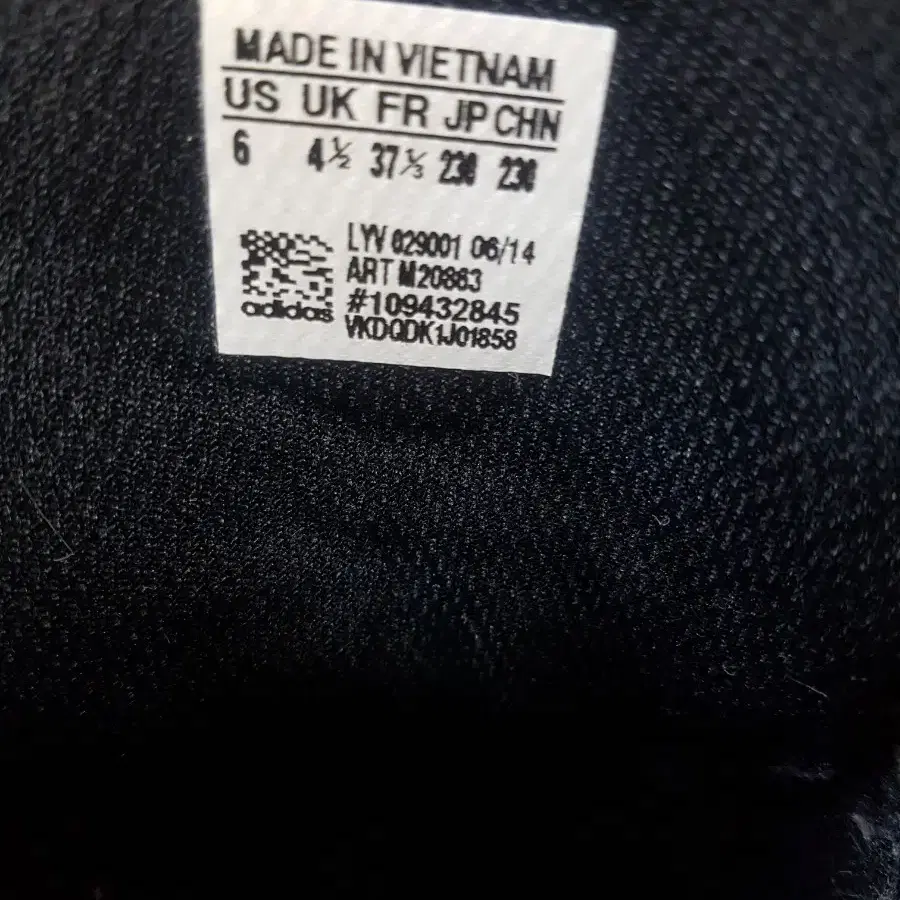 MADE IN VIETNAM
US UK FR JP CHN
6 4½ 37⅓ 230 230
LYV 029001 06/14
ART M20863
#109432845
adidas
VKDQDK1J01858